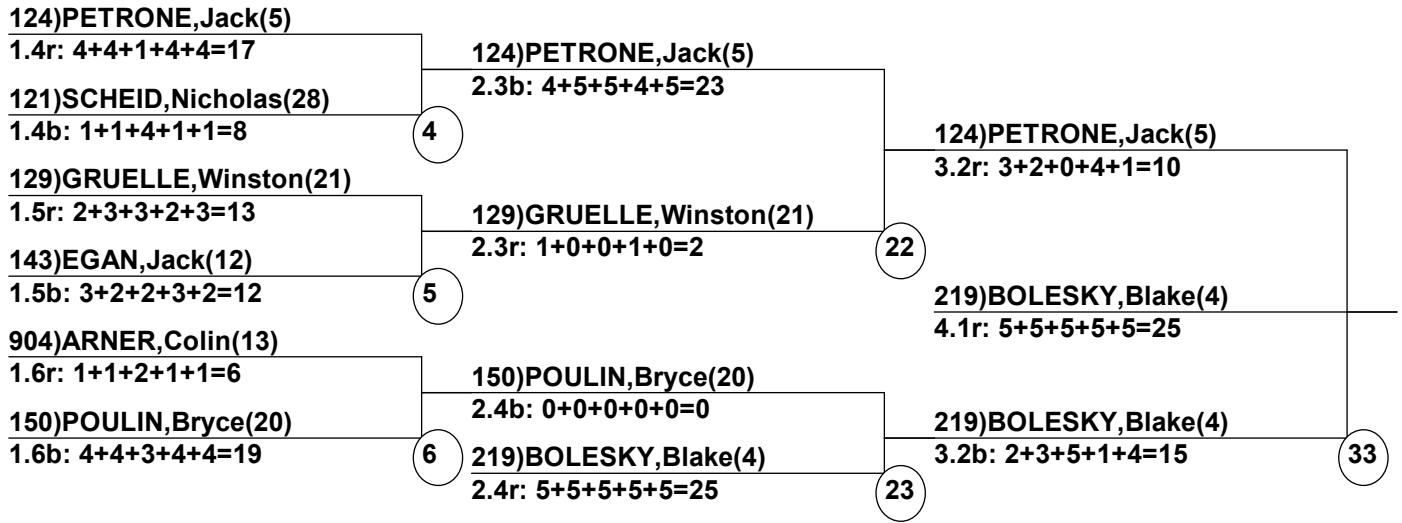 124)PETRONE,Jack(5)
1.4r: 4+4+1+4+4=17
121)SCHEID,Nicholas(28)
1.4b: 1+1+4+1+1=8
4
129)GRUELLE,Winston(21)
1.5r: 2+3+3+2+3=13
143)EGAN,Jack(12)
1.5b: 3+2+2+3+2=12
5
904)ARNER,Colin(13)
1.6r: 1+1+2+1+1=6
150)POULIN,Bryce(20)
1.6b: 4+4+3+4+4=19
6
124)PETRONE,Jack(5)
2.3b: 4+5+5+4+5=23
129)GRUELLE,Winston(21)
2.3r: 1+0+0+1+0=2
22
150)POULIN,Bryce(20)
2.4b: 0+0+0+0+0=0
219)BOLESKY,Blake(4)
2.4r: 5+5+5+5+5=25
23
124)PETRONE,Jack(5)
3.2r: 3+2+0+4+1=10
219)BOLESKY,Blake(4)
4.1r: 5+5+5+5+5=25
219)BOLESKY,Blake(4)
3.2b: 2+3+5+1+4=15
33